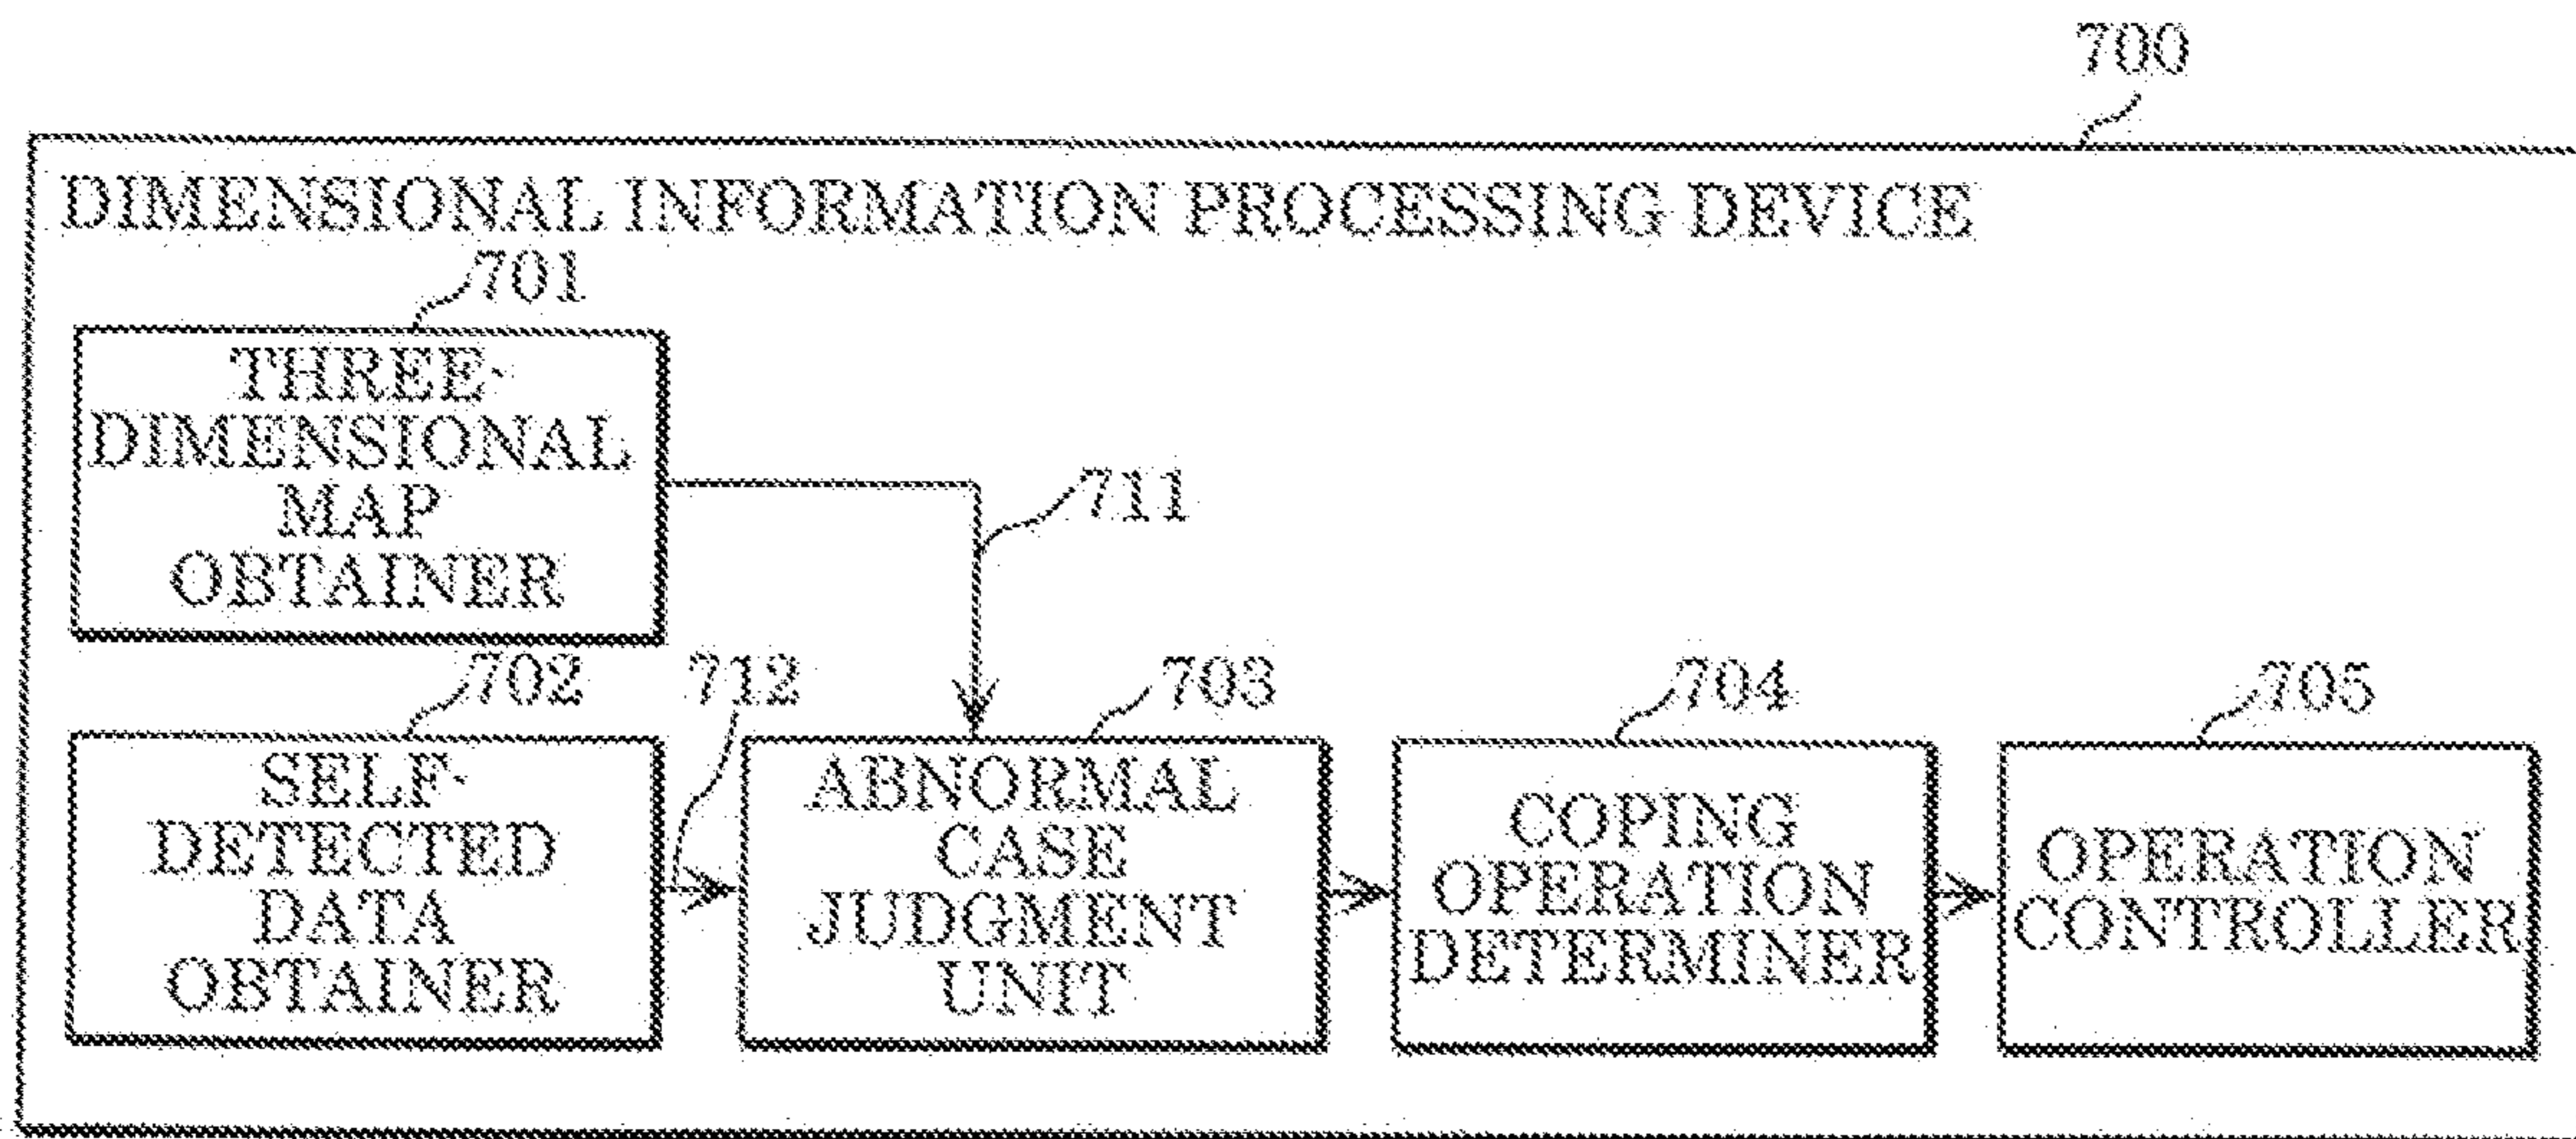 700
DIMENSIONAL INFORMATION PROCESSING DEVICE
701
THREE-
DIMENSIONAL
MAP
OBTAINER
711
702
712
703
704
705
SELF-
DETECTED
DATA
OBTAINER
ABNORMAL
CASE
JUDGMENT
UNIT
COPING
OPERATION
DETERMINER
OPERATION
CONTROLLER